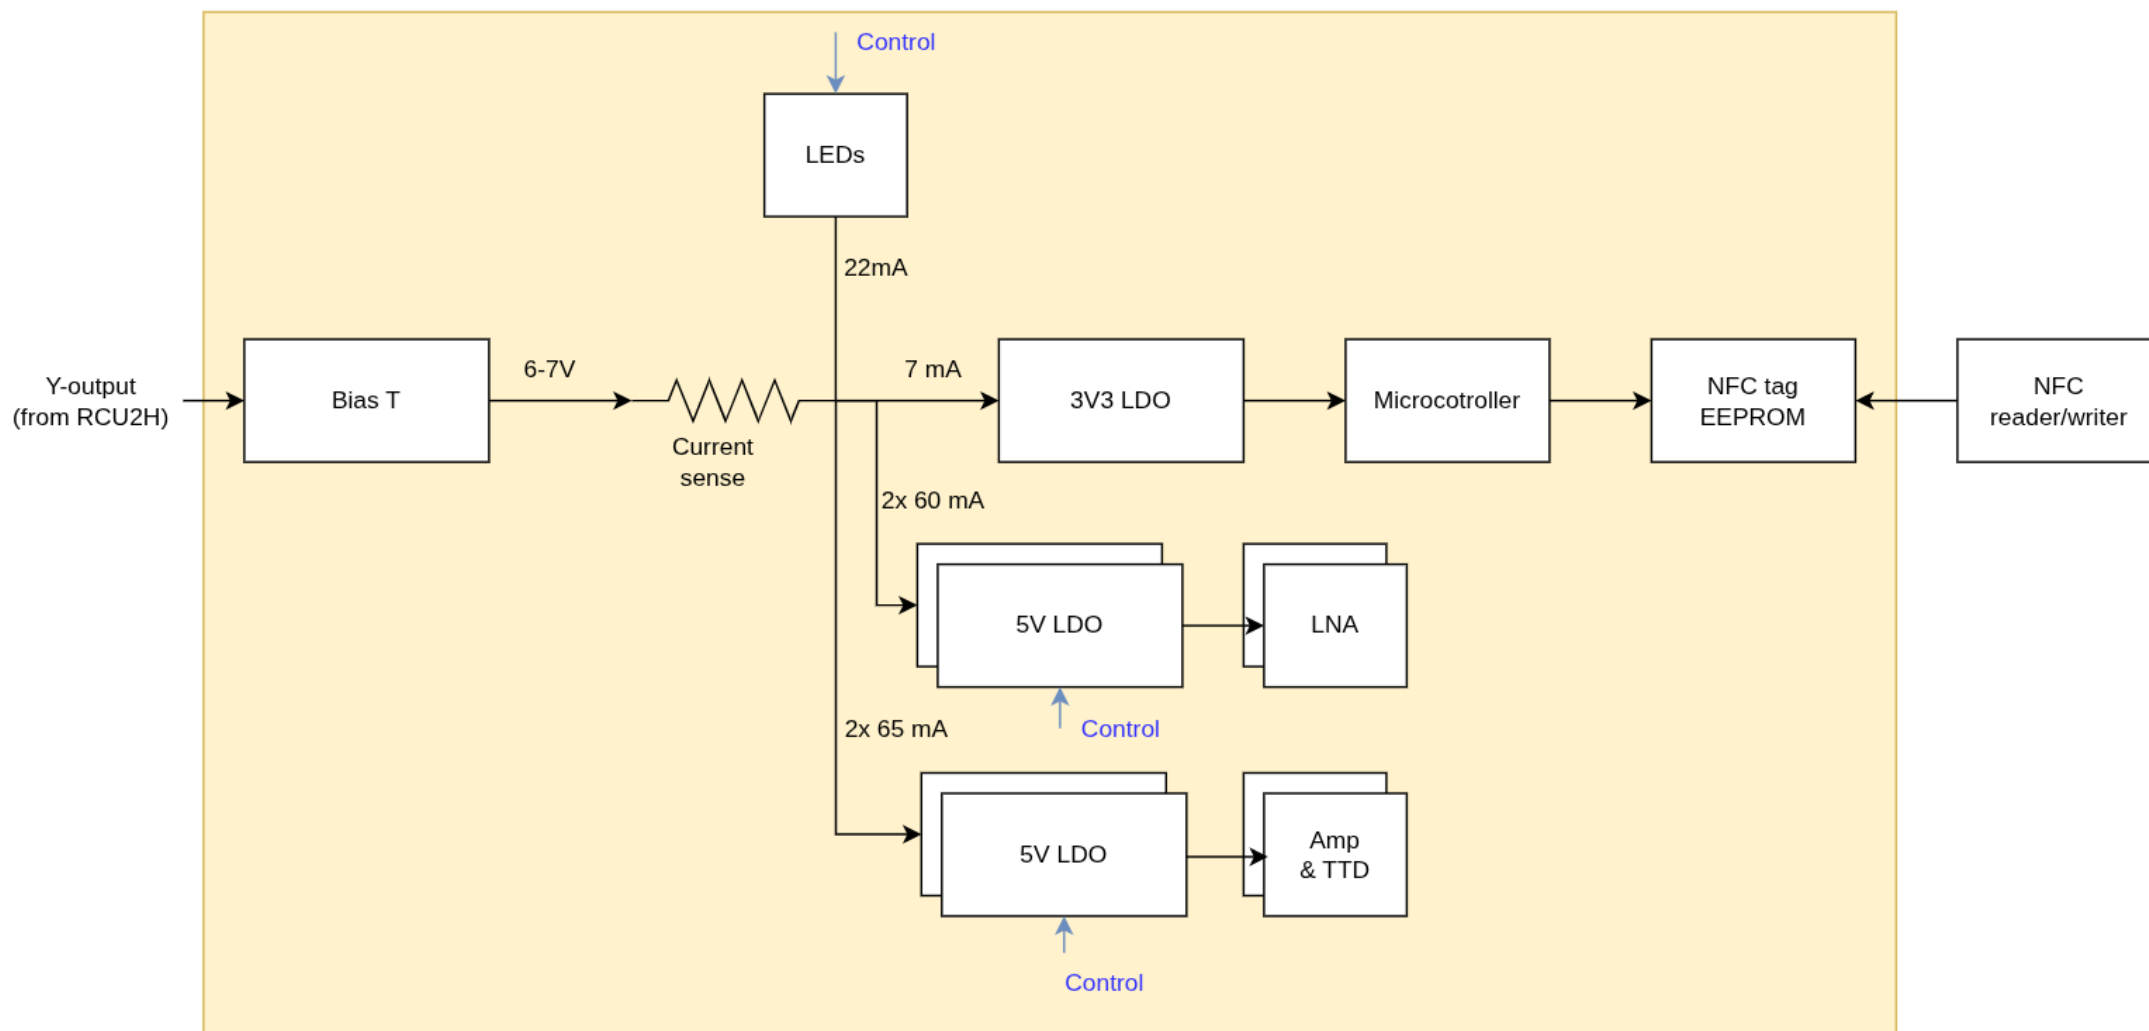 Control
LEDs
22mA
Y-output
(from RCU2H)
Bias T
6-7V
Current
sense
7 mA
3V3 LDO
Microcotroller
NFC tag
EEPROM
NFC
reader/writer
2x 60 mA
5V LDO
LNA
Control
2x 65 mA
5V LDO
Amp
& TTD
Control